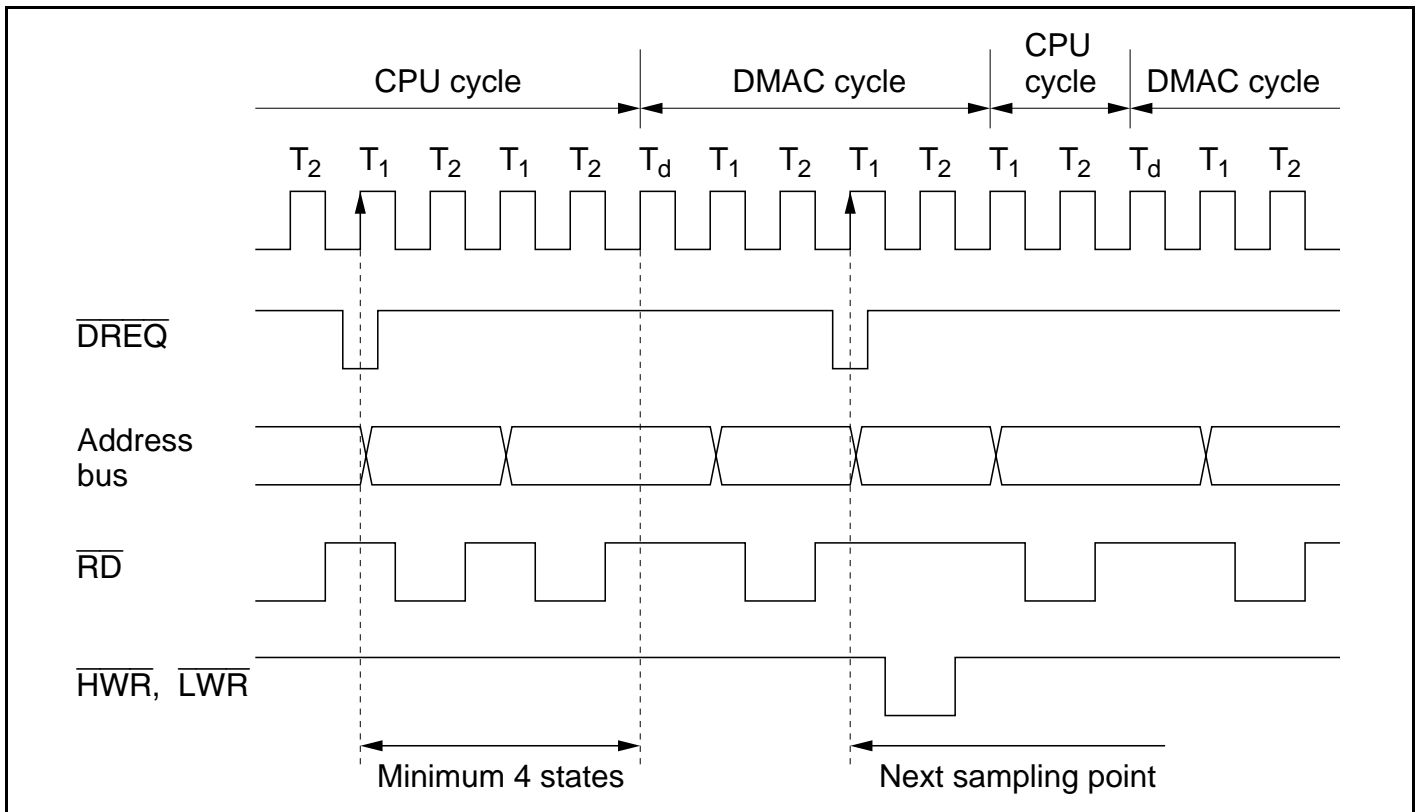 CPU cycle DMAC cycle CPU cycle DMAC cycle
T2 T1 T2 T1 T2 Td T1 T2 T1 T2 T1 T2 Td T1 T2
DREQ
Address
bus
RD
HWR, LWR
Minimum 4 states Next sampling point